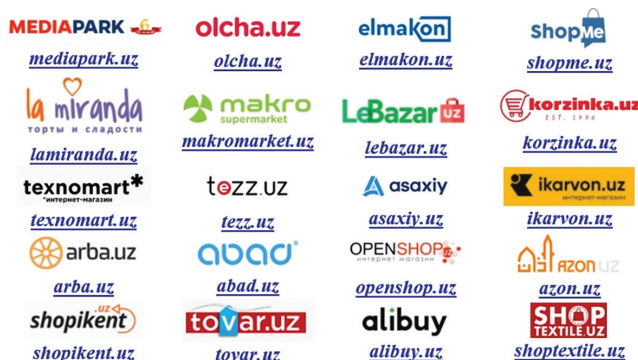 MEDIAPARK 6 olcha.uz elmakon ShopMe
mediapark.uz olcha.uz elmakon.uz shopme.uz
la miranda makro LeBazar uz korzinka.uz
торты и сладости supermarket EST. 1996
lamiranda.uz makromarket.uz lebazar.uz korzinka.uz
texnomart* tezz.uz asaxiy ikarvon.uz
*интернет-магазин интернет-магазин
texnomart.uz tezz.uz asaxiy.uz ikarvon.uz
arba.uz abad OPENSHOP.uz AZON uz
интернет магазин
arba.uz abad.uz openshop.uz azon.uz
shopikent.uz tovar.uz alibuy SHOP
TEXTILE.UZ
shopikent.uz tovar.uz alibuy.uz shoptextile.uz